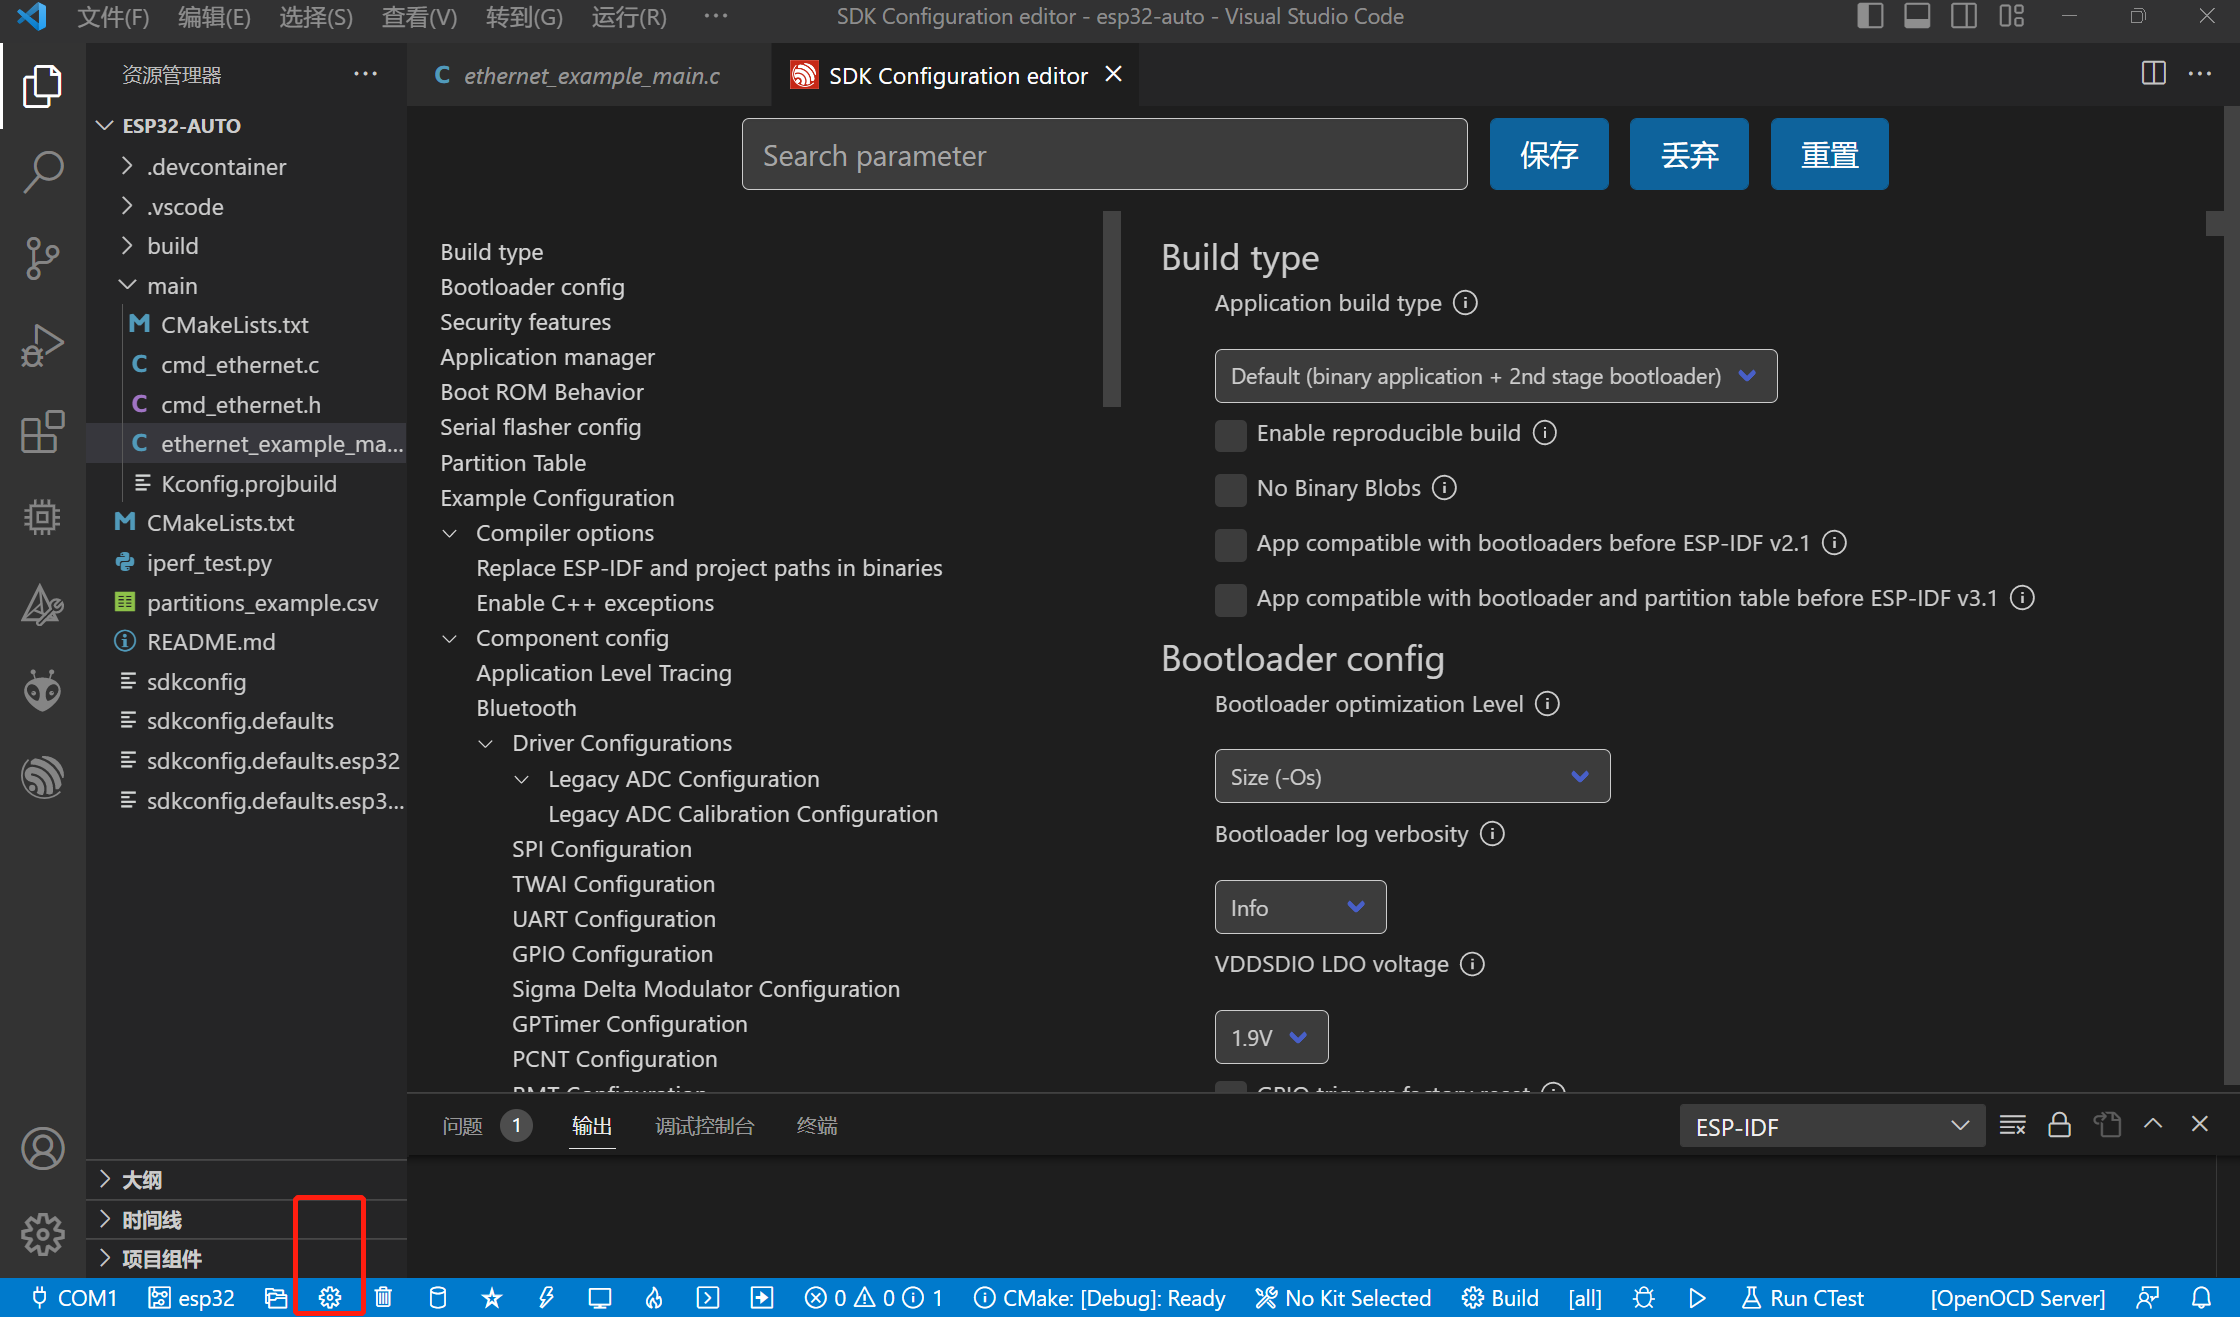 文件(F) 编辑(E) 选择(S) 查看(V) 转到(G) 运行(R) ··· SDK Configuration editor - esp32-auto - Visual Studio Code
资源管理器 ···
C ethernet_example_main.c SDK Configuration editor
ESP32-AUTO
.devcontainer
.vscode
build
main
M CMakeLists.txt
C cmd_ethernet.c
C cmd_ethernet.h
C ethernet_example_ma...
Kconfig.projbuild
M CMakeLists.txt
iperf_test.py
partitions_example.csv
README.md
sdkconfig
sdkconfig.defaults
sdkconfig.defaults.esp32
sdkconfig.defaults.esp3...
大纲
时间线
项目组件
Search parameter 保存 丢弃 重置
Build type
Bootloader config
Security features
Application manager
Boot ROM Behavior
Serial flasher config
Partition Table
Example Configuration
Compiler options
Replace ESP-IDF and project paths in binaries
Enable C++ exceptions
Component config
Application Level Tracing
Bluetooth
Driver Configurations
Legacy ADC Configuration
Legacy ADC Calibration Configuration
SPI Configuration
TWAI Configuration
UART Configuration
GPIO Configuration
Sigma Delta Modulator Configuration
GPTimer Configuration
PCNT Configuration
RMT Configuration
Build type
Application build type
Default (binary application + 2nd stage bootloader)
Enable reproducible build
No Binary Blobs
App compatible with bootloaders before ESP-IDF v2.1
App compatible with bootloader and partition table before ESP-IDF v3.1
Bootloader config
Bootloader optimization Level
Size (-Os)
Bootloader log verbosity
Info
VDDSDIO LDO voltage
1.9V
GPIO triggers factory reset
问题 1 输出 调试控制台 终端 ESP-IDF
COM1 esp32 0 0 1 CMake: [Debug]: Ready No Kit Selected Build [all] Run CTest [OpenOCD Server]